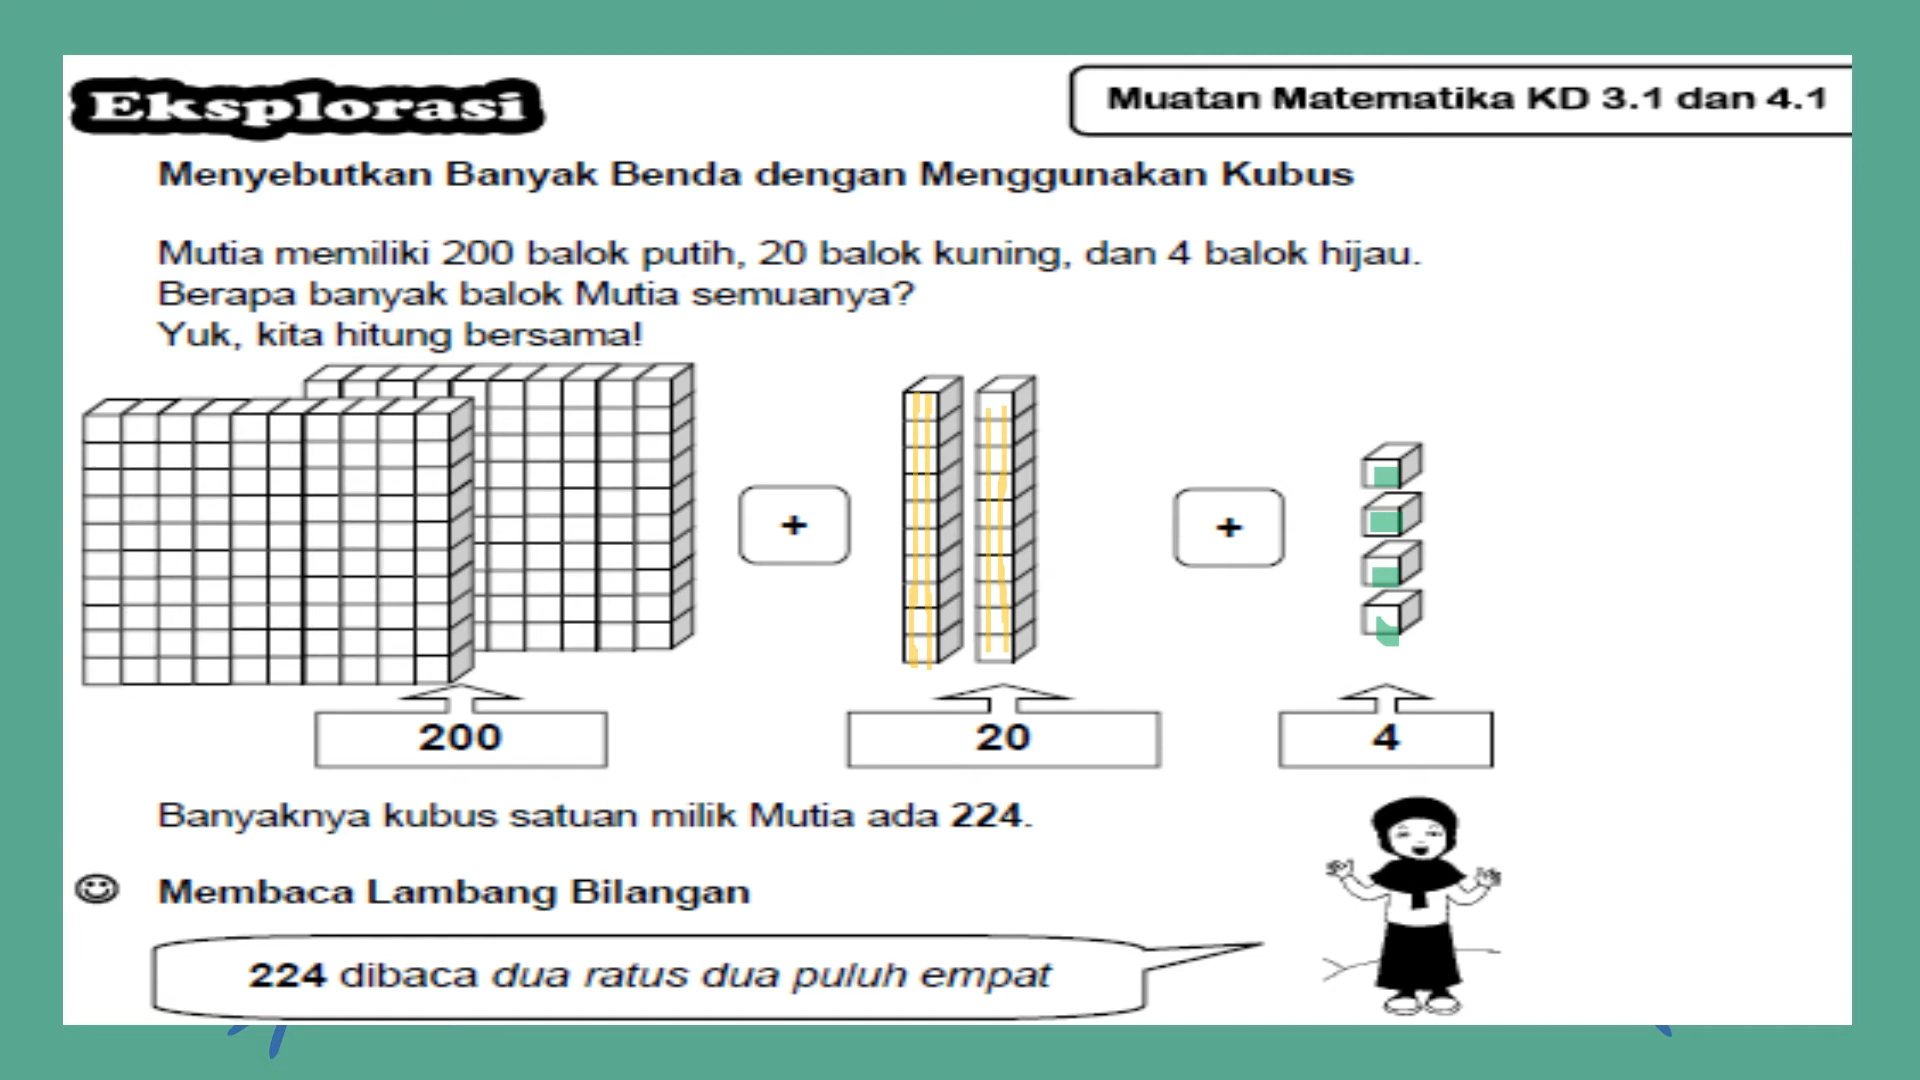 Eksplorasi
Muatan Matematika KD 3.1 dan 4.1
Menyebutkan Banyak Benda dengan Menggunakan Kubus
Mutia memiliki 200 balok putih, 20 balok kuning, dan 4 balok hijau.
Berapa banyak balok Mutia semuanya?
Yuk, kita hitung bersama!
+
+
200
20
4
Banyaknya kubus satuan milik Mutia ada 224.
Membaca Lambang Bilangan
224 dibaca dua ratus dua puluh empat